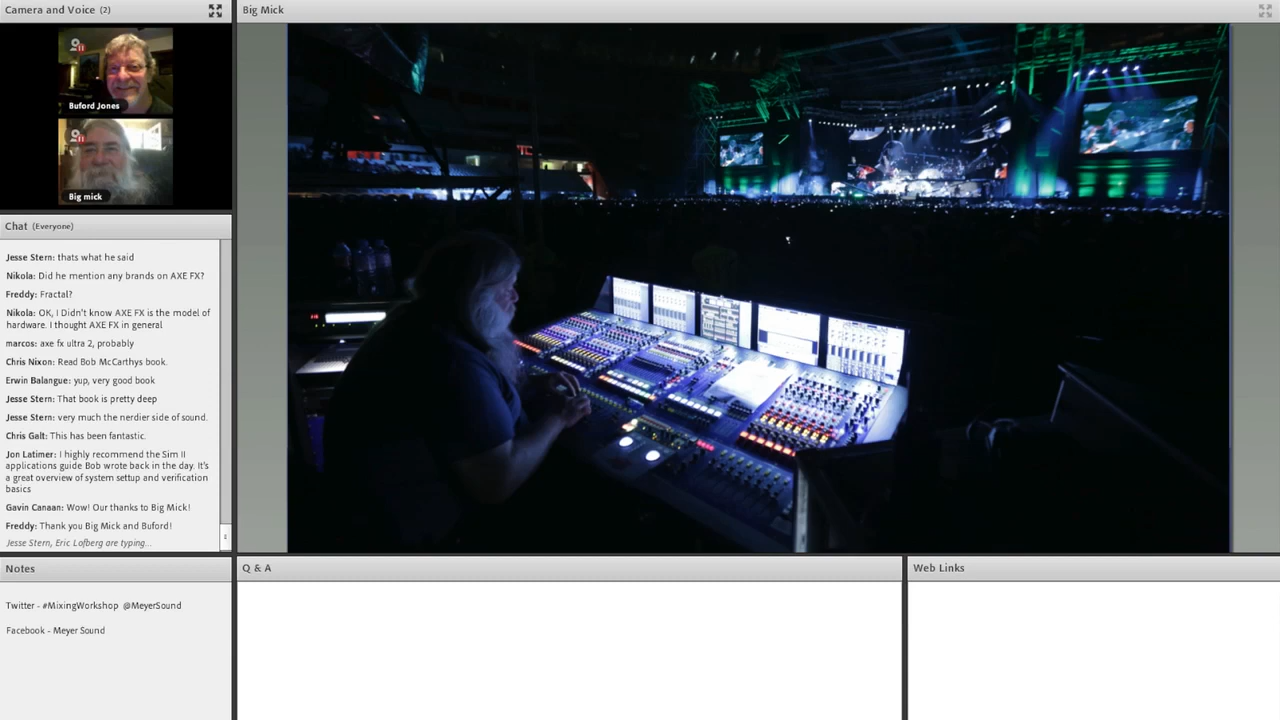 Camera and Voice (2)
Buford Jones
Big mick
Chat (Everyone)
Jesse Stern: thats what he said
Nikola: Did he mention any brands on AXE FX?
Freddy: Fractal?
Nikola: OK, I Didn't know AXE FX is the model of
hardware. I thought AXE FX in general
marcos: axe fx ultra 2, probably
Chris Nixon: Read Bob McCarthys book.
Erwin Balangue: yup, very good book
Jesse Stern: That book is pretty deep
Jesse Stern: very much the nerdier side of sound.
Chris Galt: This has been fantastic.
Jon Latimer: I highly recommend the Sim II
applications guide Bob wrote back in the day. It's
a great overview of system settup and verification
basics
Gavin Canaan: Wow! Our thanks to Big Mick!
Freddy: Thank you Big Mick and Buford!
Jesse Stern, Eric Lofberg are typing...
Notes
Twitter - #MixingWorkshop @MeyerSound
Facebook - Meyer Sound
Big Mick
Q & A
Web Links